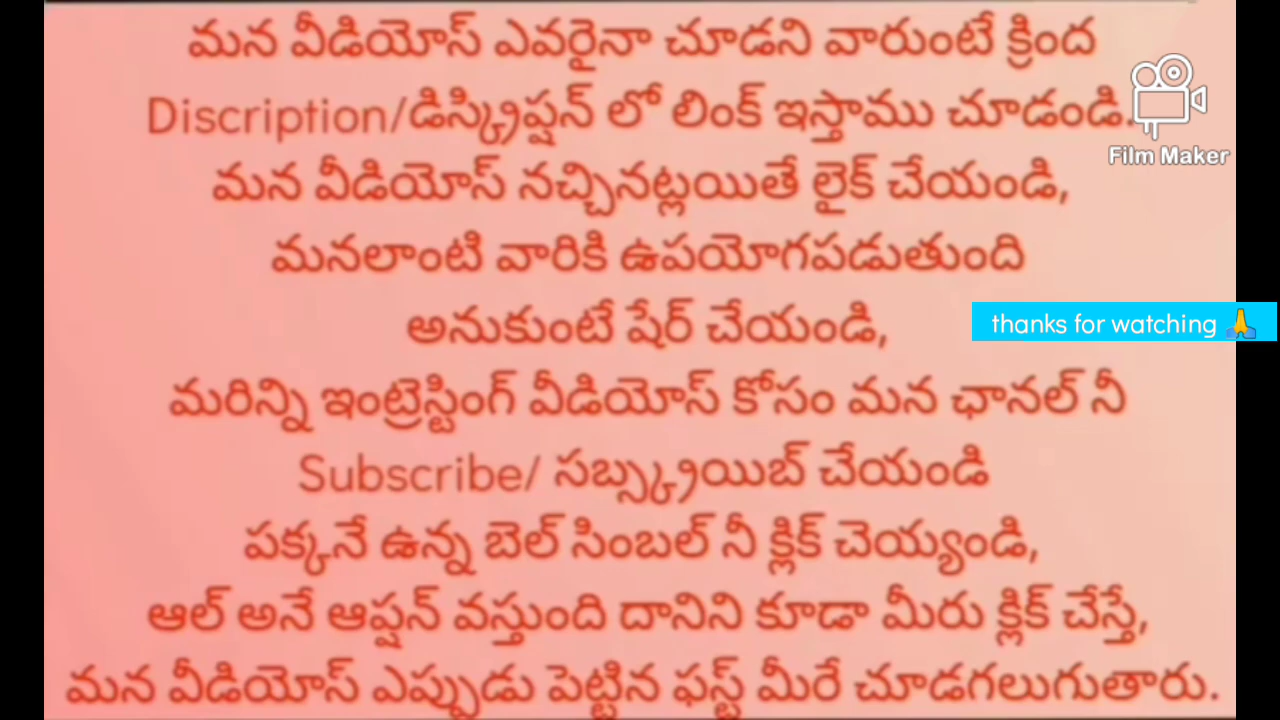 మన వీడియోస్ ఎవరైనా చూడని వారుంటే క్రింద
Discription/డిస్క్రిప్షన్ లో లింక్ ఇస్తాము చూడండి.
Film Maker
మన వీడియోస్ నచ్చినట్లయితే లైక్ చేయండి,
మనలాంటి వారికి ఉపయోగపడుతుంది
అనుకుంటే షేర్ చేయండి,
thanks for watching 🙏
మరిన్ని ఇంట్రెస్టింగ్ వీడియోస్ కోసం మన ఛానల్ నీ
Subscribe/ సబ్స్క్రయిబ్ చేయండి
పక్కనే ఉన్న బెల్ సింబల్ నీ క్లిక్ చెయ్యండి,
ఆల్ అనే ఆప్షన్ వస్తుంది దానిని కూడా మీరు క్లిక్ చేస్తే,
మన వీడియోస్ ఎప్పుడు పెట్టిన ఫస్ట్ మీరే చూడగలుగుతారు.